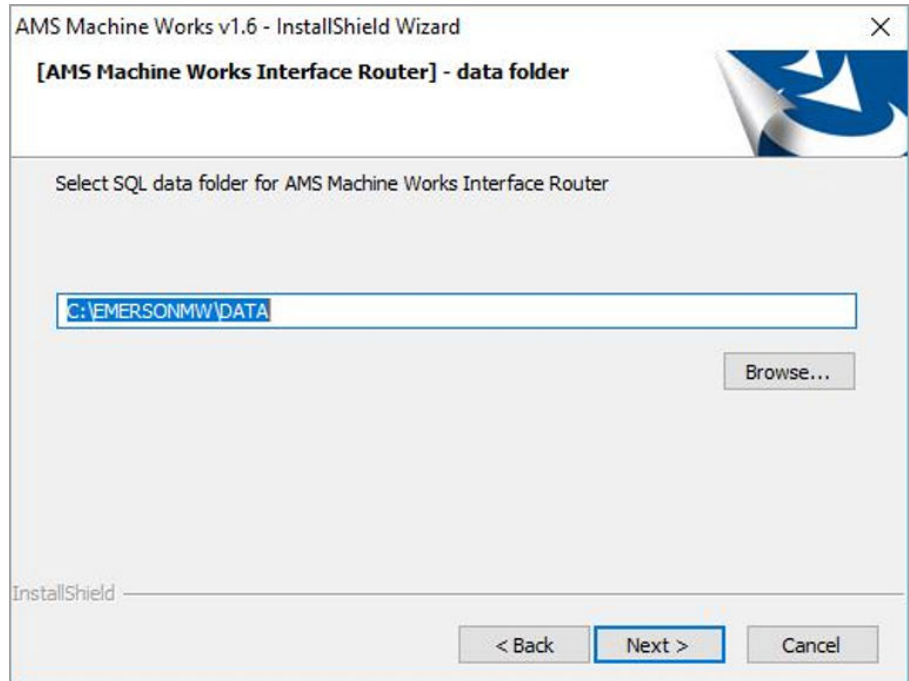 AMS Machine Works v1.6 - InstallShield Wizard
[AMS Machine Works Interface Router] - data folder
Select SQL data folder for AMS Machine Works Interface Router
C:\EMERSONMW\DATA
Browse...
InstallShield
< Back
Next >
Cancel